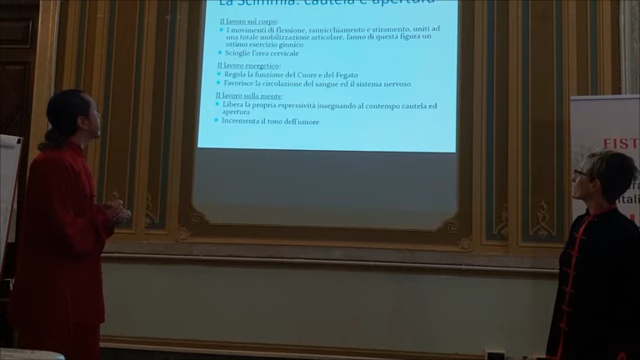 La Scimmia: cautela e apertura
Il lavoro sul corpo:
I movimenti di flessione, rannicchiamento e stiramento, uniti ad
una totale mobilizzazione articolare, fanno di questa figura un
ottimo esercizio ginnico
Scioglie l'area cervicale
Il lavoro energetico:
Regola la funzione del Cuore e del Fegato
Favorisce la circolazione del sangue ed il sistema nervoso
Il lavoro sulla mente:
Libera la propria espressività insegnando al contempo cautela ed
apertura
Incrementa il tono dell'umore
FIST